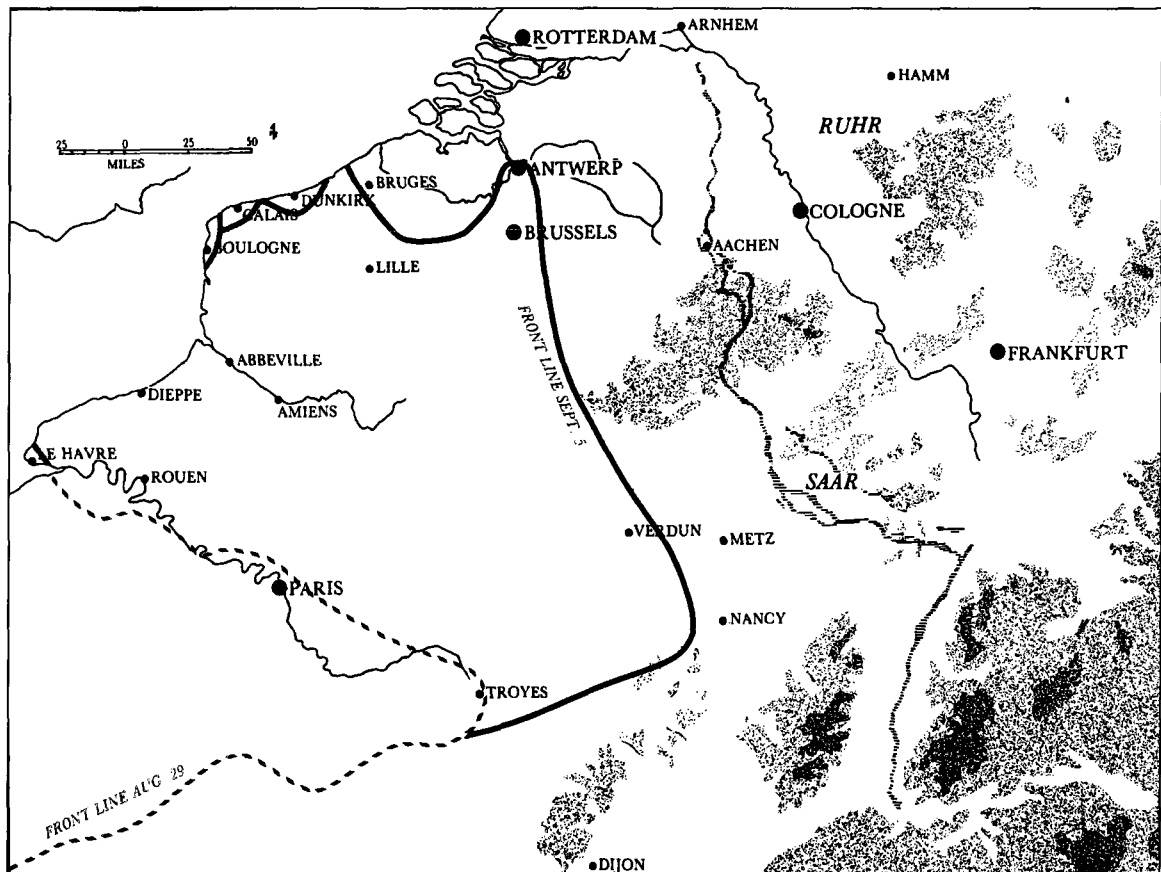 ARNHEM
ROTTERDAM
HAMM
RUHR
25 0 25 50
MILES
ANTWERP
BRUGES
DUNKIRK
CALAIS
COLOGNE
BRUSSELS
BOULOGNE
AACHEN
LILLE
FRONT LINE SEPT. 5
FRANKFURT
ABBEVILLE
DIEPPE
AMIENS
LE HAVRE
ROUEN
SAAR
VERDUN
METZ
PARIS
NANCY
TROYES
FRONT LINE AUG 29
DIJON